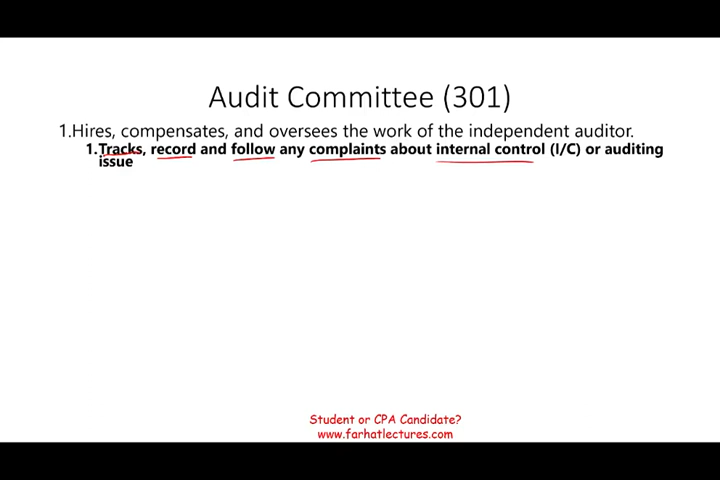 Audit Committee (301)
1.Hires, compensates, and oversees the work of the independent auditor.
1.Tracks, record and follow any complaints about internal control (I/C) or auditing
issue
Student or CPA Candidate?
www.farhatlectures.com